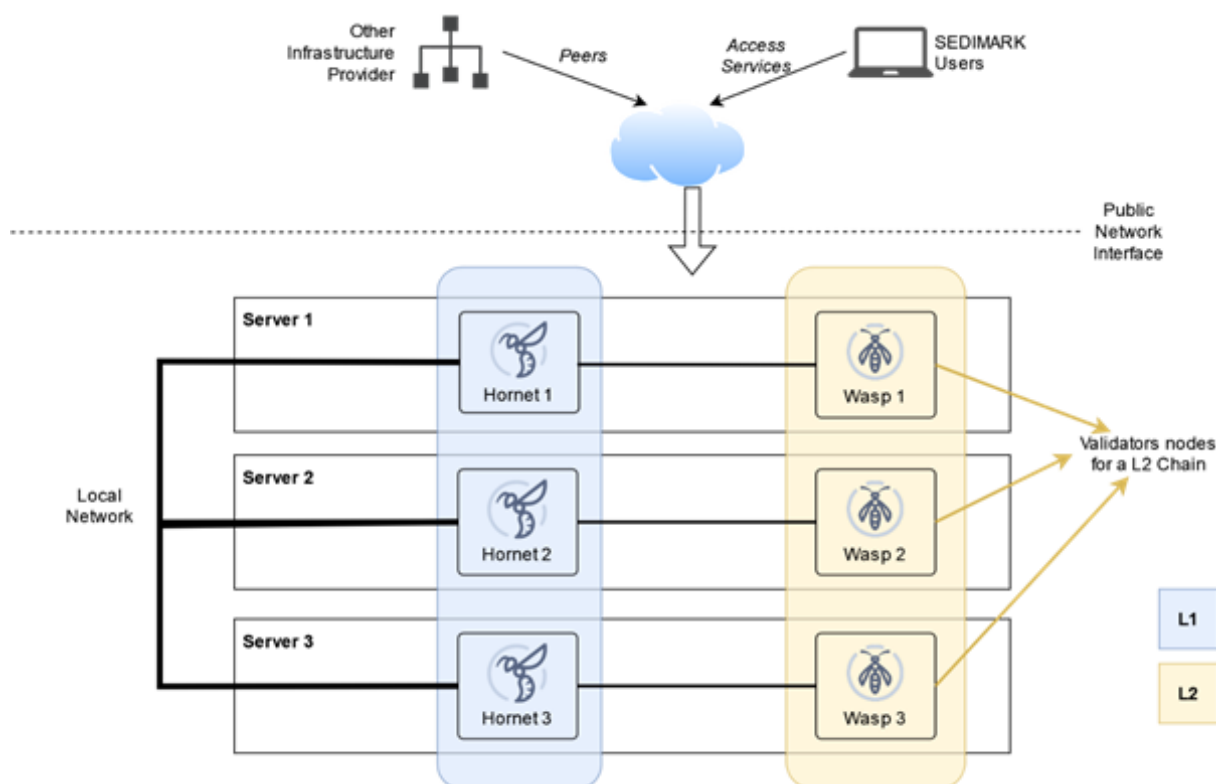 Other
Infrastructure
Provider
Peers
Access
Services
SEDIMARK
Users
Public
Network
Interface
Server 1
Hornet 1
Wasp 1
Validators nodes
for a L2 Chain
Server 2
Local
Network
Hornet 2
Wasp 2
L1
Server 3
L2
Hornet 3
Wasp 3